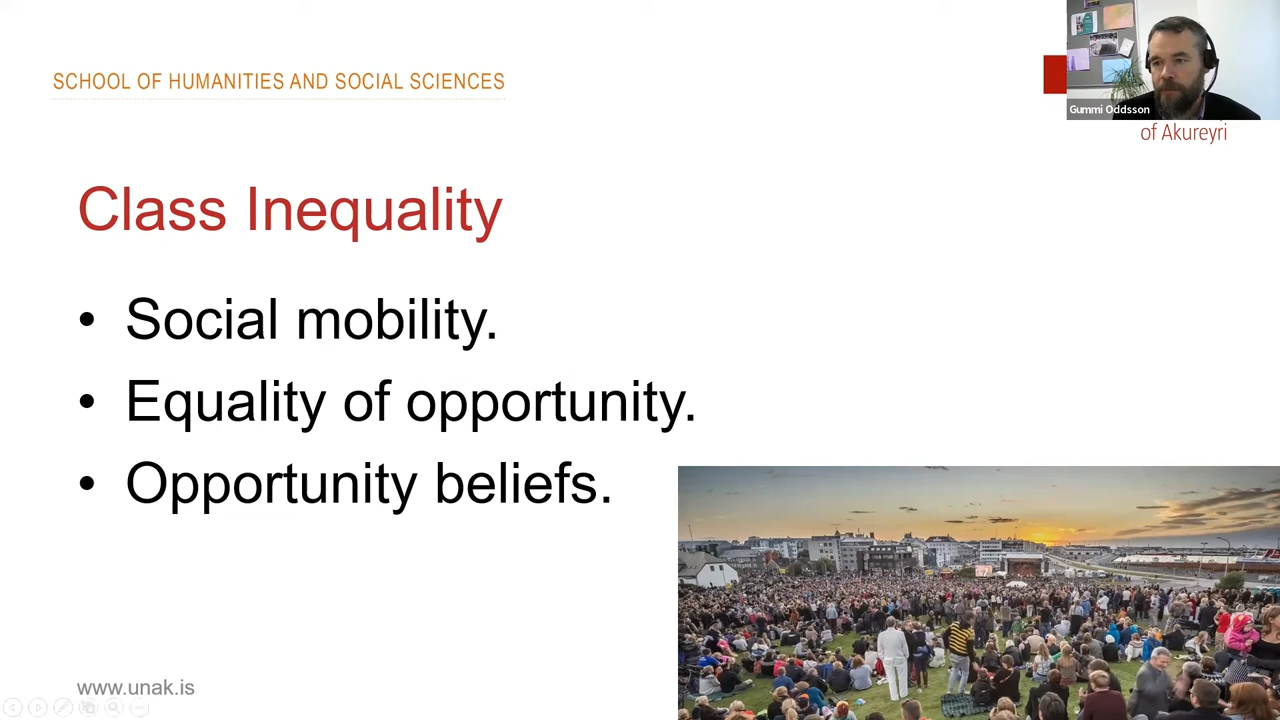 SCHOOL OF HUMANITIES AND SOCIAL SCIENCES
Gummi Oddsson
of Akureyri
Class Inequality
• Social mobility.
• Equality of opportunity.
• Opportunity beliefs.
www.unak.is